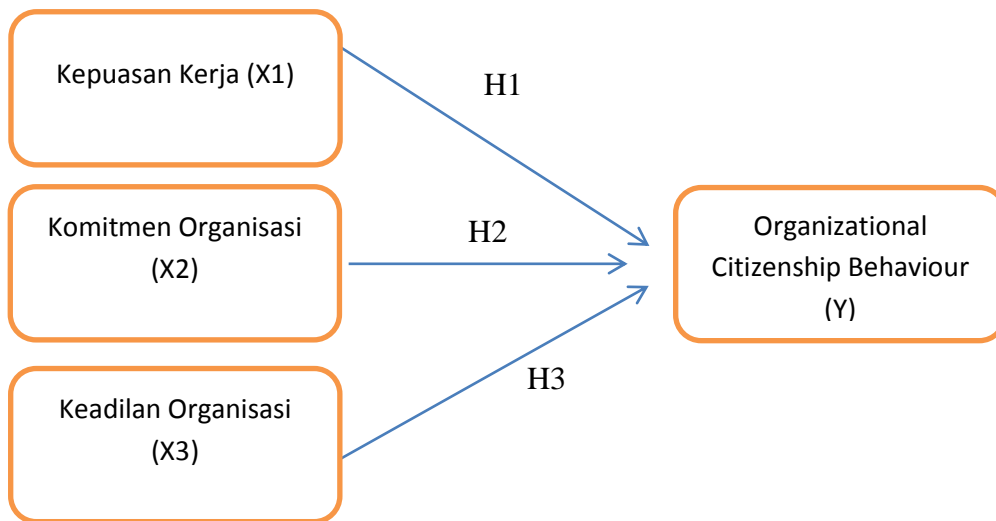 Kepuasan Kerja (X1)
H1
Komitmen Organisasi
(X2)
H2
Organizational
Citizenship Behaviour
(Y)
Keadilan Organisasi
(X3)
H3